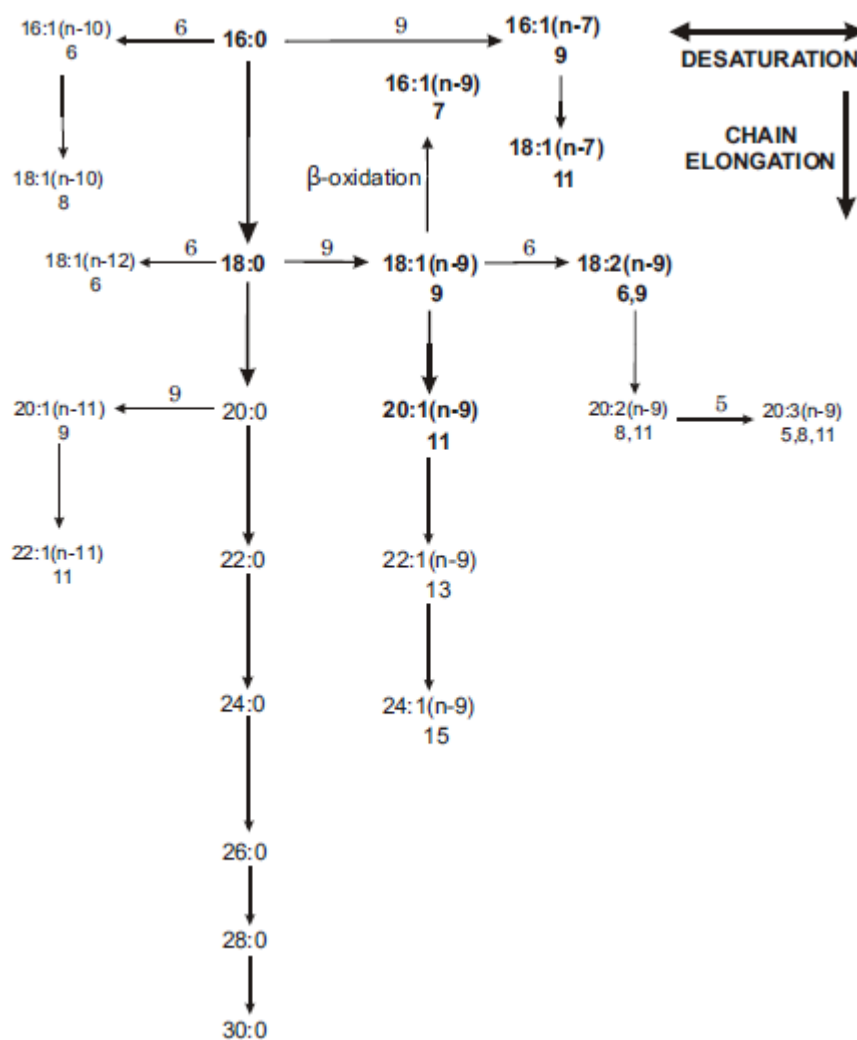 16:1(n-10)
6
6
16:0
9
16:1(n-7)
9
DESATURATION
16:1(n-9)
7
CHAIN
ELONGATION
18:1(n-7)
11
18:1(n-10)
8
β-oxidation
18:1(n-12)
6
6
18:0
9
18:1(n-9)
9
6
18:2(n-9)
6,9
20:1(n-11)
9
9
20:0
20:1(n-9)
11
20:2(n-9)
8,11
5
20:3(n-9)
5,8,11
22:1(n-11)
11
22:0
22:1(n-9)
13
24:0
24:1(n-9)
15
26:0
28:0
30:0